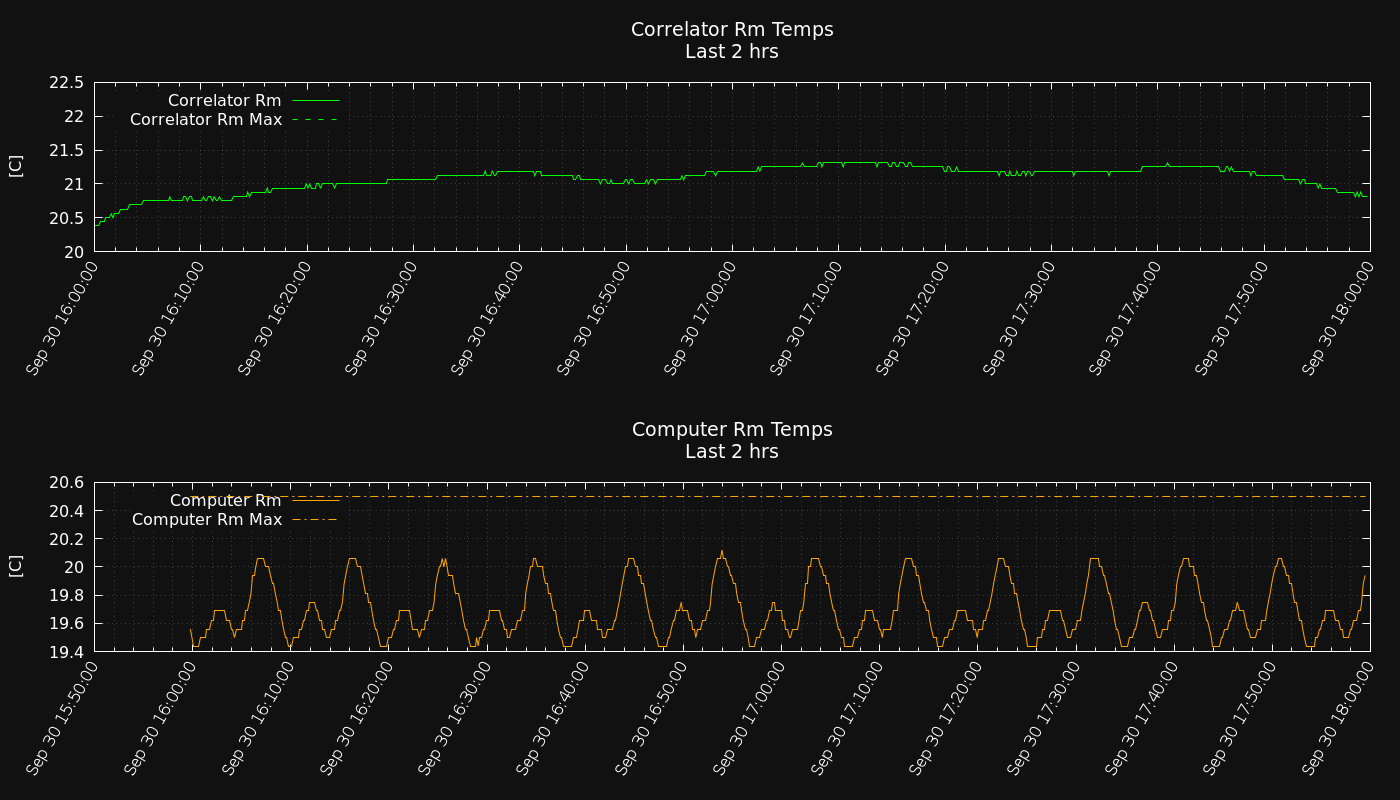 Correlator Rm Temps
Last 2 hrs
[C]
22.5
22
21.5
21
20.5
20
Correlator Rm
Correlator Rm Max
Sep 30 16:00:00
Sep 30 16:10:00
Sep 30 16:20:00
Sep 30 16:30:00
Sep 30 16:40:00
Sep 30 16:50:00
Sep 30 17:00:00
Sep 30 17:10:00
Sep 30 17:20:00
Sep 30 17:30:00
Sep 30 17:40:00
Sep 30 17:50:00
Sep 30 18:00:00
Computer Rm Temps
Last 2 hrs
[C]
20.6
20.4
20.2
20
19.8
19.6
19.4
Computer Rm
Computer Rm Max
Sep 30 15:50:00
Sep 30 16:00:00
Sep 30 16:10:00
Sep 30 16:20:00
Sep 30 16:30:00
Sep 30 16:40:00
Sep 30 16:50:00
Sep 30 17:00:00
Sep 30 17:10:00
Sep 30 17:20:00
Sep 30 17:30:00
Sep 30 17:40:00
Sep 30 17:50:00
Sep 30 18:00:00